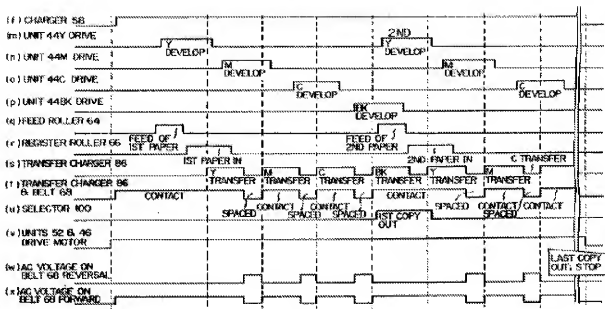 (l) CHARGER 58
(m) UNIT 44Y DRIVE
2ND
Y
DEVELOP
Y
DEVELOP
(n) UNIT 44M DRIVE
M
DEVELOP
M
DEVELOP
(o) UNIT 44C DRIVE
C
DEVELOP
C
DEVELOP
(p) UNIT 44BK DRIVE
BK
DEVELOP
(q) FEED ROLLER 64
FEED OF
1ST PAPER
FEED OF
2ND PAPER
(r) REGISTER ROLLER 66
1ST PAPER IN
2ND PAPER IN
(s) TRANSFER CHARGER 86
C TRANSFER
Y
TRANSFER
M
TRANSFER
C
TRANSFER
BK
TRANSFER
Y
TRANSFER
M
TRANSFER
(t) TRANSFER CHARGER 86
& BELT 68
CONTACT
SPACED
CONTACT
SPACED
CONTACT
SPACED
CONTACT
SPACED
CONTACT
SPACED
CONTACT
(u) SELECTOR 100
1ST COPY
OUT
(v) UNITS 52 & 46
DRIVE MOTOR
LAST COPY
OUT, STOP
(w) AC VOLTAGE ON
BELT 68 REVERSAL
(x) AC VOLTAGE ON
BELT 68 FORWARD